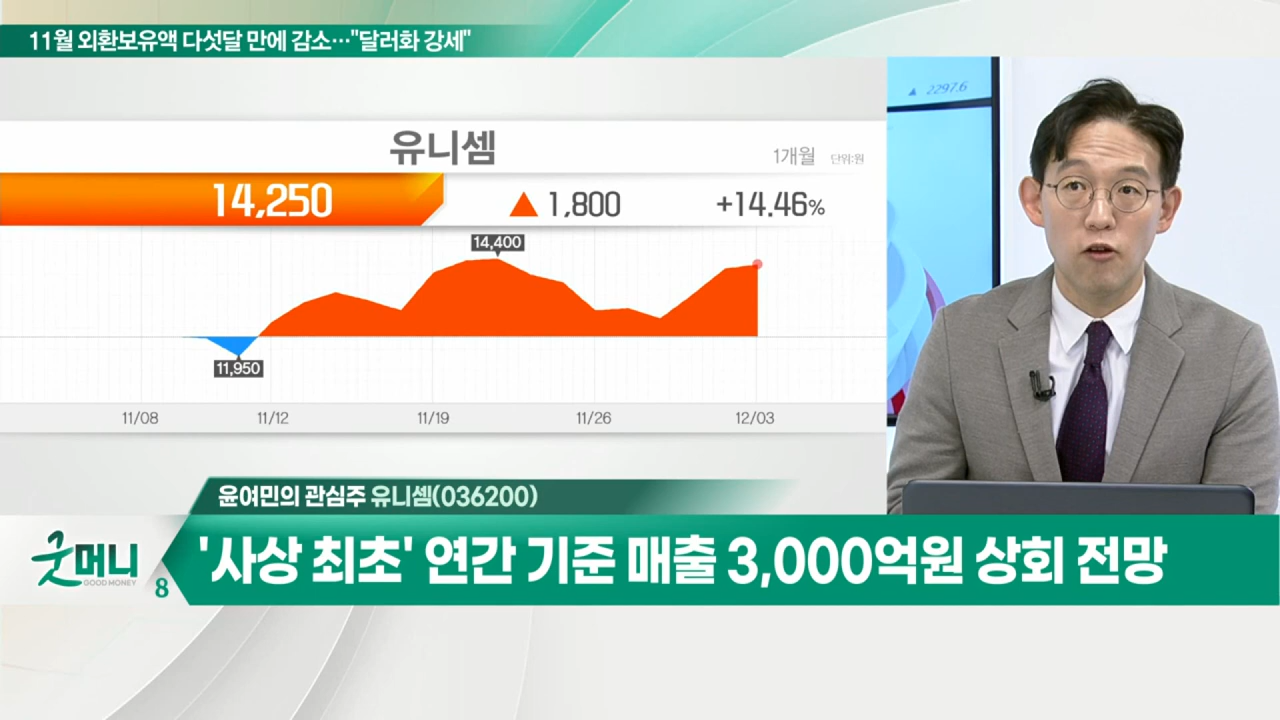 11월 외환보유액 다섯달 만에 감소…"달러화 강세"
▲ 2297.6
유니셈
1개월 단위:원
14,250 ▲ 1,800 +14.46%
14,400
11,950
11/08 11/12 11/19 11/26 12/03
윤여민의 관심주 유니셈(036200)
'사상 최초' 연간 기준 매출 3,000억원 상회 전망
굿머니
GOOD MONEY
8